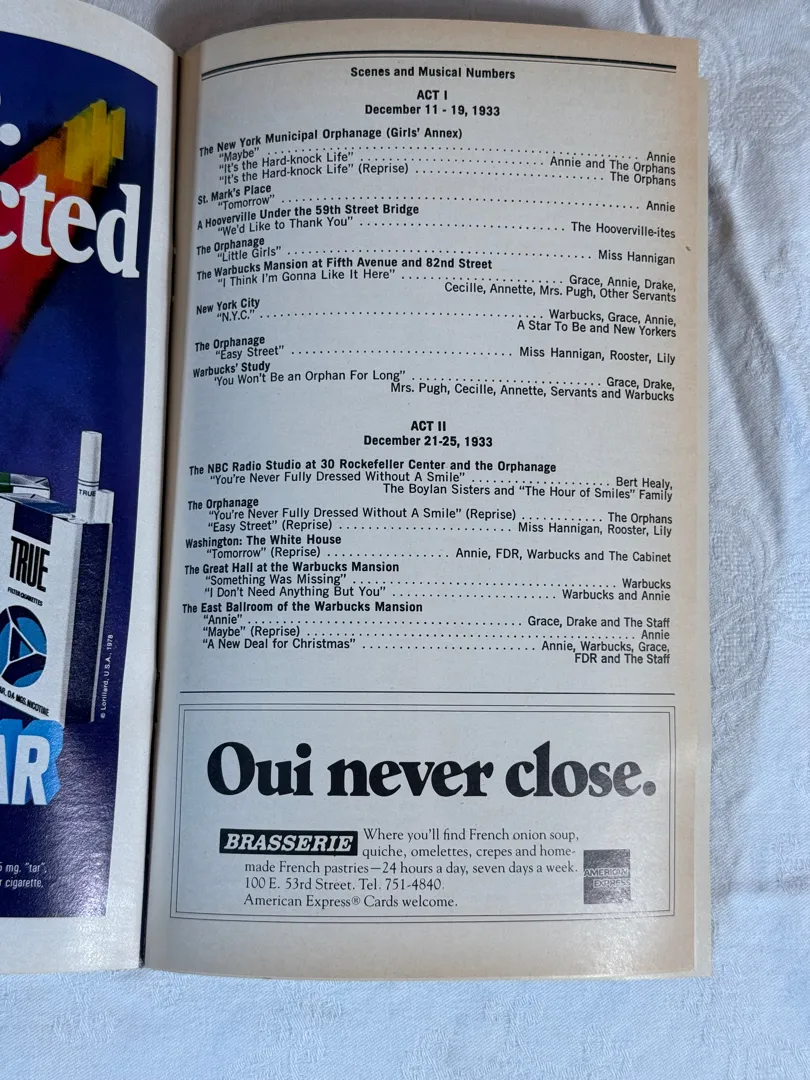 cted
TRUE
TRUE
FILTER CIGARETTES
© Lorillard, U.S.A., 1978
AR
5 mg. "tar",
r cigarette,
Scenes and Musical Numbers
ACT I
December 11 - 19, 1933
The New York Municipal Orphanage (Girls' Annex)
"Maybe" Annie
"It's the Hard-knock Life" Annie and The Orphans
"It's the Hard-knock Life" (Reprise) The Orphans
St. Mark's Place
"Tomorrow" Annie
A Hooverville Under the 59th Street Bridge
"We'd Like to Thank You" The Hooverville-ites
The Orphanage
"Little Girls" Miss Hannigan
The Warbucks Mansion at Fifth Avenue and 82nd Street
"I Think I'm Gonna Like It Here" Grace, Annie, Drake,
Cecille, Annette, Mrs. Pugh, Other Servants
New York City
"N.Y.C." Warbucks, Grace, Annie,
A Star To Be and New Yorkers
The Orphanage
"Easy Street" Miss Hannigan, Rooster, Lily
Warbucks' Study
"You Won't Be an Orphan For Long" Grace, Drake,
Mrs. Pugh, Cecille, Annette, Servants and Warbucks
ACT II
December 21-25, 1933
The NBC Radio Studio at 30 Rockefeller Center and the Orphanage
"You're Never Fully Dressed Without A Smile" Bert Healy,
The Boylan Sisters and "The Hour of Smiles" Family
The Orphanage
"You're Never Fully Dressed Without A Smile" (Reprise) The Orphans
"Easy Street" (Reprise) Miss Hannigan, Rooster, Lily
Washington: The White House
"Tomorrow" (Reprise) Annie, FDR, Warbucks and The Cabinet
The Great Hall at the Warbucks Mansion
"Something Was Missing" Warbucks
"I Don't Need Anything But You" Warbucks and Annie
The East Ballroom of the Warbucks Mansion
"Annie" Grace, Drake and The Staff
"Maybe" (Reprise) Annie
"A New Deal for Christmas" Annie, Warbucks, Grace,
FDR and The Staff
Oui never close.
BRASSERIE Where you'll find French onion soup,
quiche, omelettes, crepes and home-
made French pastries—24 hours a day, seven days a week.
100 E. 53rd Street. Tel. 751-4840.
American Express® Cards welcome.
AMERICAN
EXPRESS